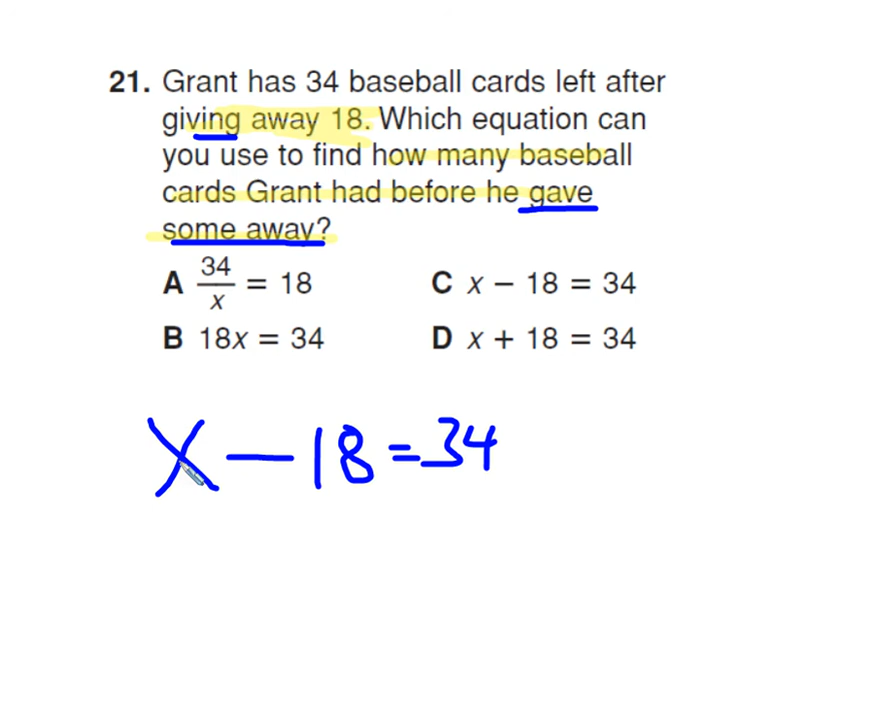 21. Grant has 34 baseball cards left after
giving away 18. Which equation can
you use to find how many baseball
cards Grant had before he gave
some away?
A 34/x = 18
C x − 18 = 34
B 18x = 34
D x + 18 = 34
X − 18 = 34